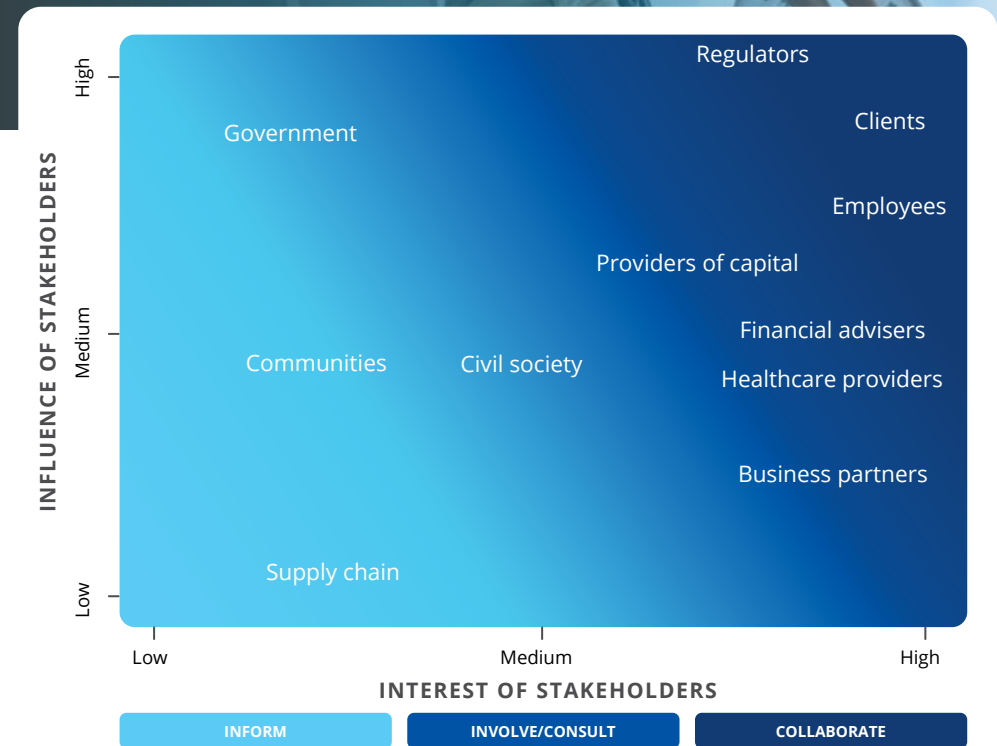 INFLUENCE OF STAKEHOLDERS
High
Medium
Low
Regulators
Clients
Government
Employees
Providers of capital
Financial advisers
Communities
Civil society
Healthcare providers
Business partners
Supply chain
Low
Medium
High
INTEREST OF STAKEHOLDERS
INFORM
INVOLVE/CONSULT
COLLABORATE